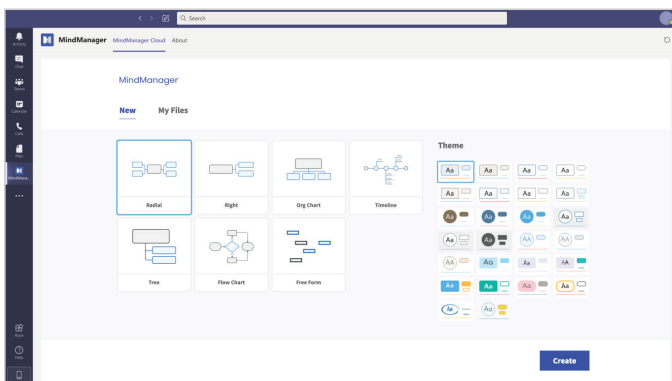 Search
Activity
Chat
Teams
Calendar
Calls
Files
MindManag...
Apps
Help
MindManager
MindManager Cloud
About
MindManager
New
My Files
Radial
Right
Org Chart
Timeline
Tree
Flow Chart
Free Form
Theme
Aa Aa Aa Aa
Aa Aa Aa Aa
Aa Aa Aa Aa
Aa Aa AA AA
AA Aa Aa AA
Aa Aa Aa Aa
Aa Aa
Create